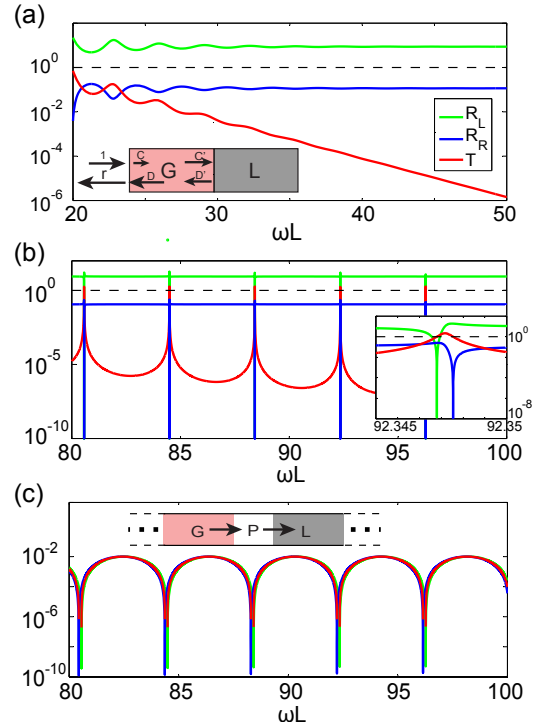 (a)
10^0
10^-2
10^-4
10^-6
R_L
R_R
T
1
r
C
D
G
C'
D'
L
20 30 40 50
ωL
(b)
10^0
10^-5
10^-10
10^0
10^-8
92.345 92.35
80 85 90 95 100
ωL
(c)
G P L
10^-2
10^-6
10^-10
80 85 90 95 100
ωL